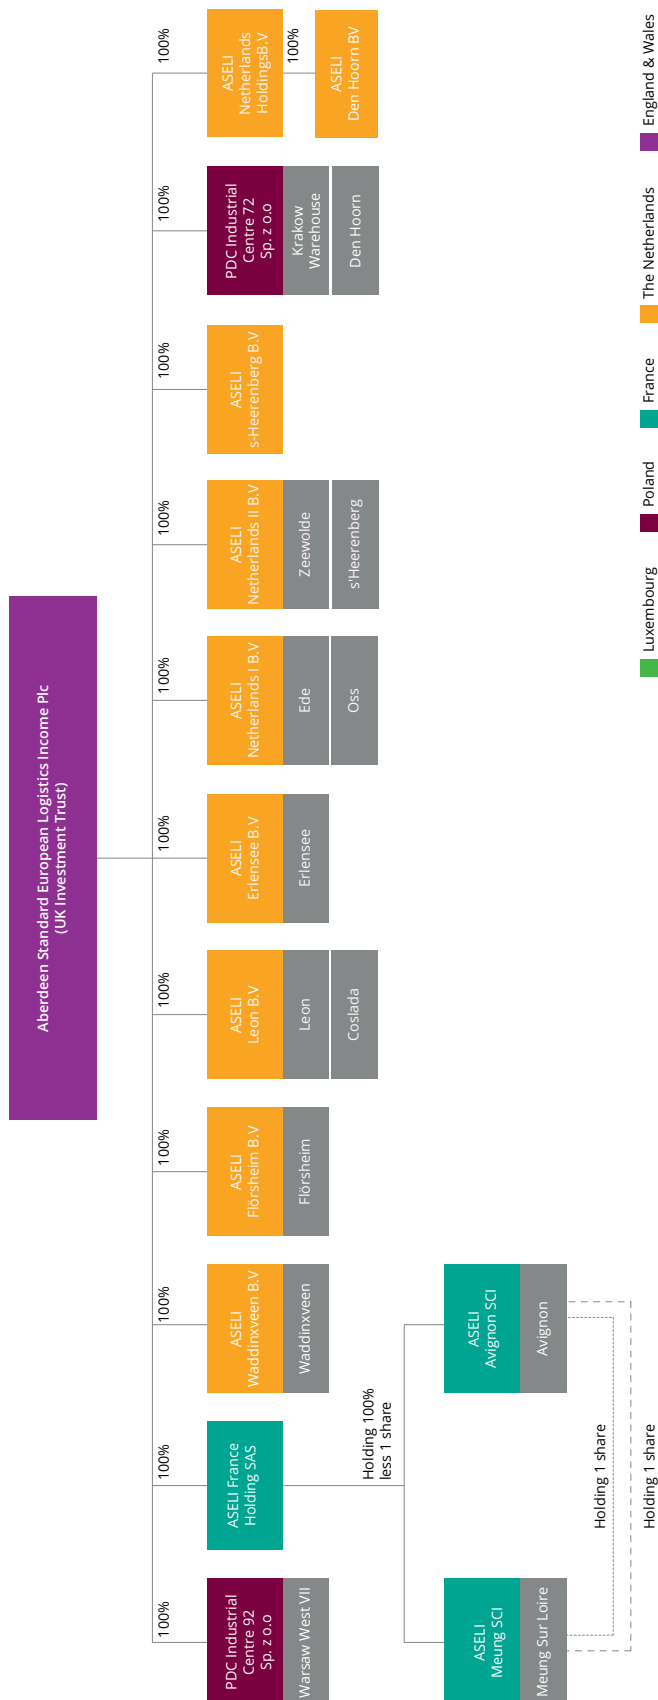 Aberdeen Standard European Logistics Income Plc
(UK Investment Trust)
100%
100%
100%
100%
100%
100%
100%
100%
100%
100%
100%
PDC Industrial
Centre 92
Sp. z o.o
Warsaw West VII
ASELI France
Holding SAS
ASELI
Waddinxveen B.V
Waddinxveen
ASELI
Flörsheim B.V
Flörsheim
ASELI
Leon B.V
Leon
Coslada
ASELI
Erlensee B.V
Erlensee
ASELI
Netherlands I B.V
Ede
Oss
ASELI
Netherlands II B.V
Zeewolde
s'Heerenberg
ASELI
s-Heerenberg B.V
PDC Industrial
Centre 72
Sp. z o.o
Krakow
Warehouse
Den Hoorn
ASELI
Netherlands
HoldingsB.V
100%
ASELI
Den Hoorn BV
Holding 100%
less 1 share
ASELI
Meung SCI
Meung Sur Loire
ASELI
Avignon SCI
Avignon
Holding 1 share
Holding 1 share
Luxembourg
Poland
France
The Netherlands
England & Wales